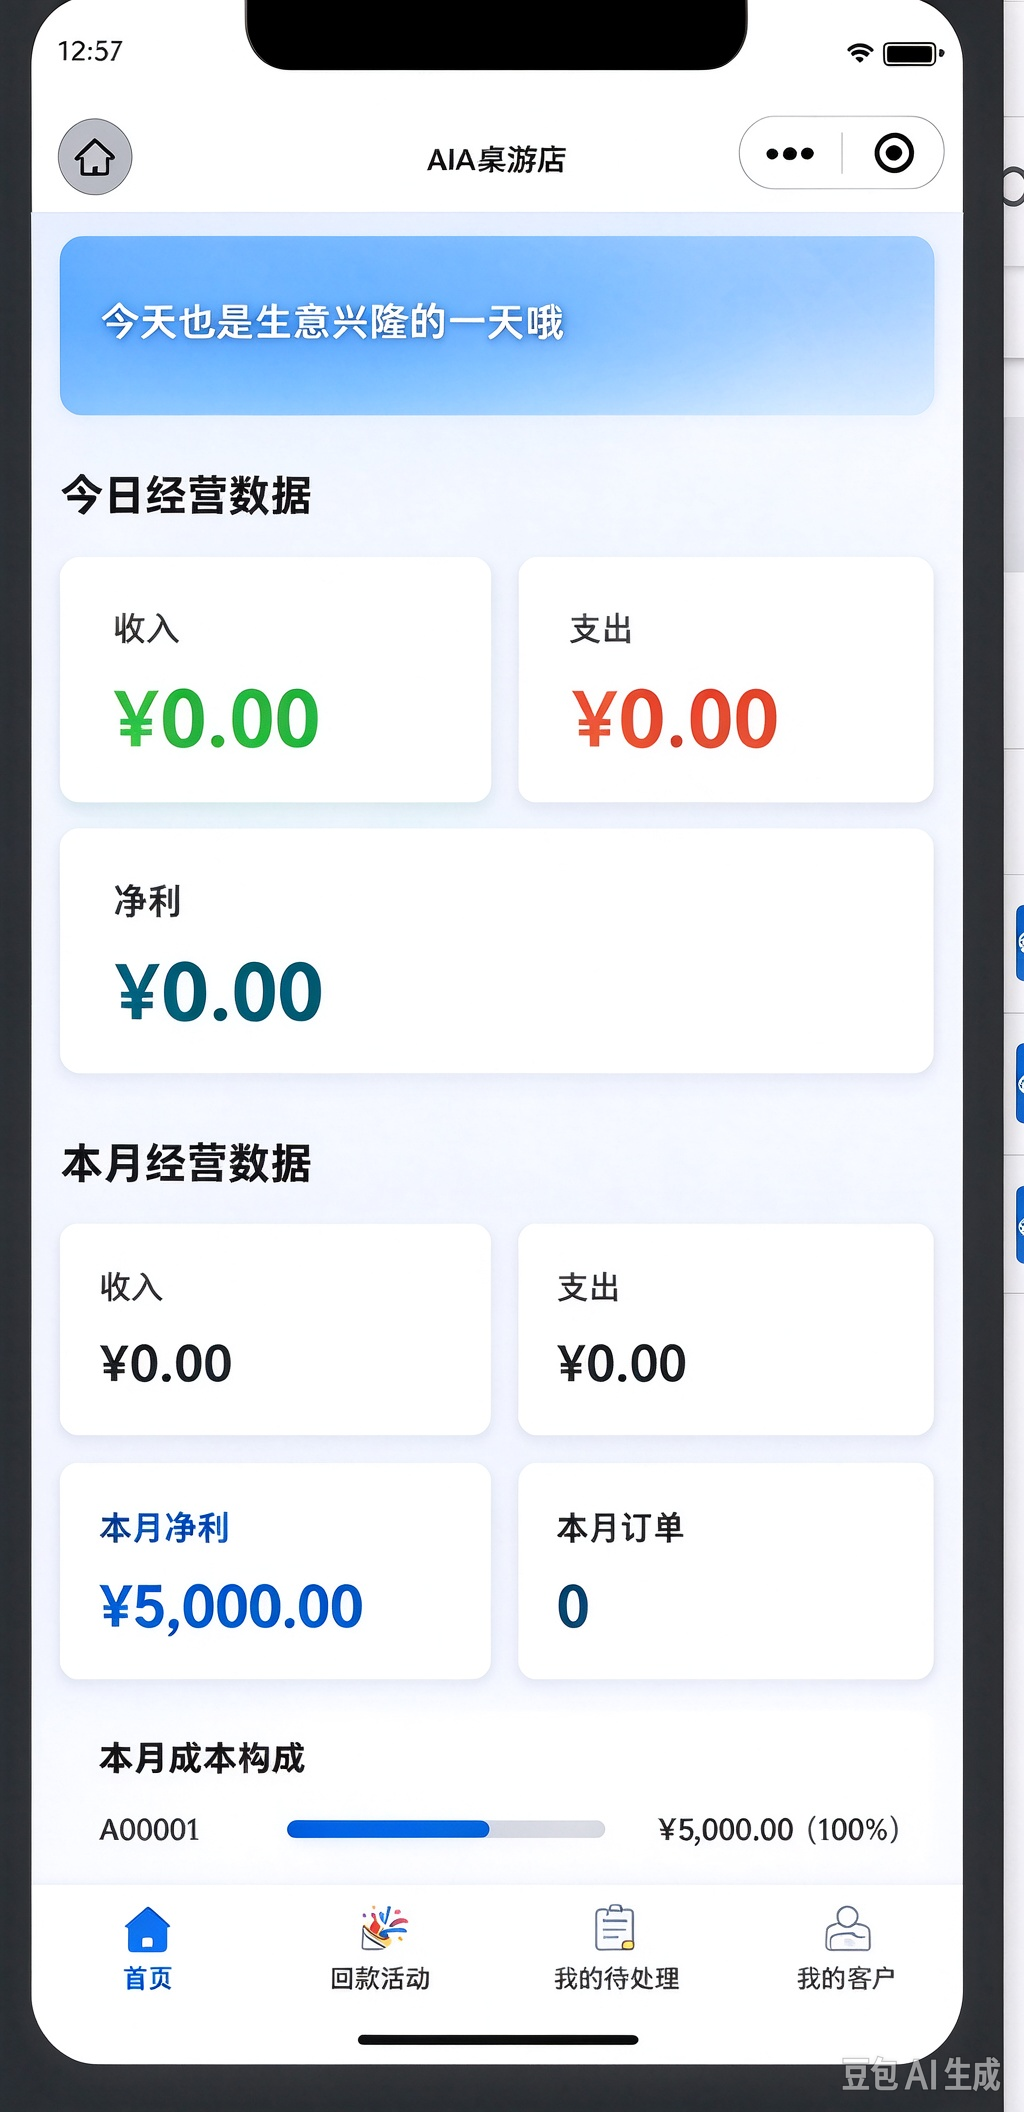 12:57
AIA桌游店
今天也是生意兴隆的一天哦
今日经营数据
收入
支出
¥0.00
¥0.00
净利
¥0.00
本月经营数据
收入
支出
¥0.00
¥0.00
本月净利
本月订单
¥5,000.00
0
本月成本构成
A00001
¥5,000.00 (100%)
首页
回款活动
我的待处理
我的客户
豆包AI生成